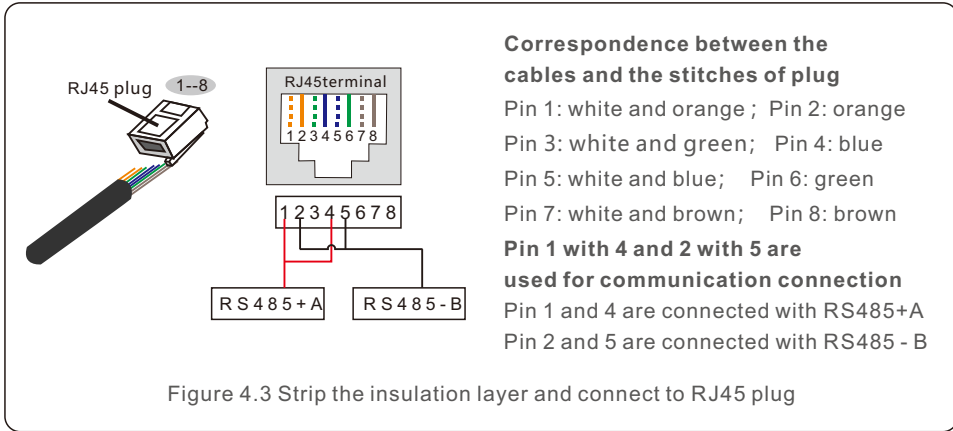 RJ45 plug
1--8
RJ45terminal
12345678
12345678
RS485+A
RS485-B
Correspondence between the
cables and the stitches of plug
Pin 1: white and orange ; Pin 2: orange
Pin 3: white and green; Pin 4: blue
Pin 5: white and blue; Pin 6: green
Pin 7: white and brown; Pin 8: brown
Pin 1 with 4 and 2 with 5 are
used for communication connection
Pin 1 and 4 are connected with RS485+A
Pin 2 and 5 are connected with RS485 - B
Figure 4.3 Strip the insulation layer and connect to RJ45 plug